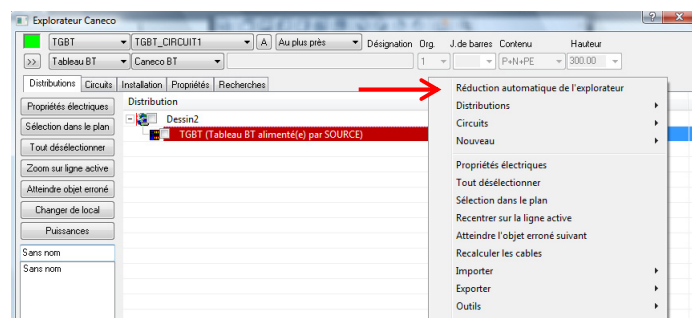 Explorateur Caneco
TGBT TGBT_CIRCUIT1 A Au plus près Désignation Org. J.de barres Contenu Hauteur
>> Tableau BT Caneco BT 1 P+N+PE 300.00
Distributions Circuits Installation Propriétés Recherches
Propriétés électriques
Sélection dans le plan
Tout désélectionner
Zoom sur ligne active
Atteindre objet erroné
Changer de local
Puissances
Sans nom
Sans nom
Distribution
Dessin2
TGBT (Tableau BT alimenté(e) par SOURCE)
Réduction automatique de l'explorateur
Distributions
Circuits
Nouveau
Propriétés électriques
Tout désélectionner
Sélection dans le plan
Recentrer sur la ligne active
Atteindre l'objet erroné suivant
Recalculer les cables
Importer
Exporter
Outils